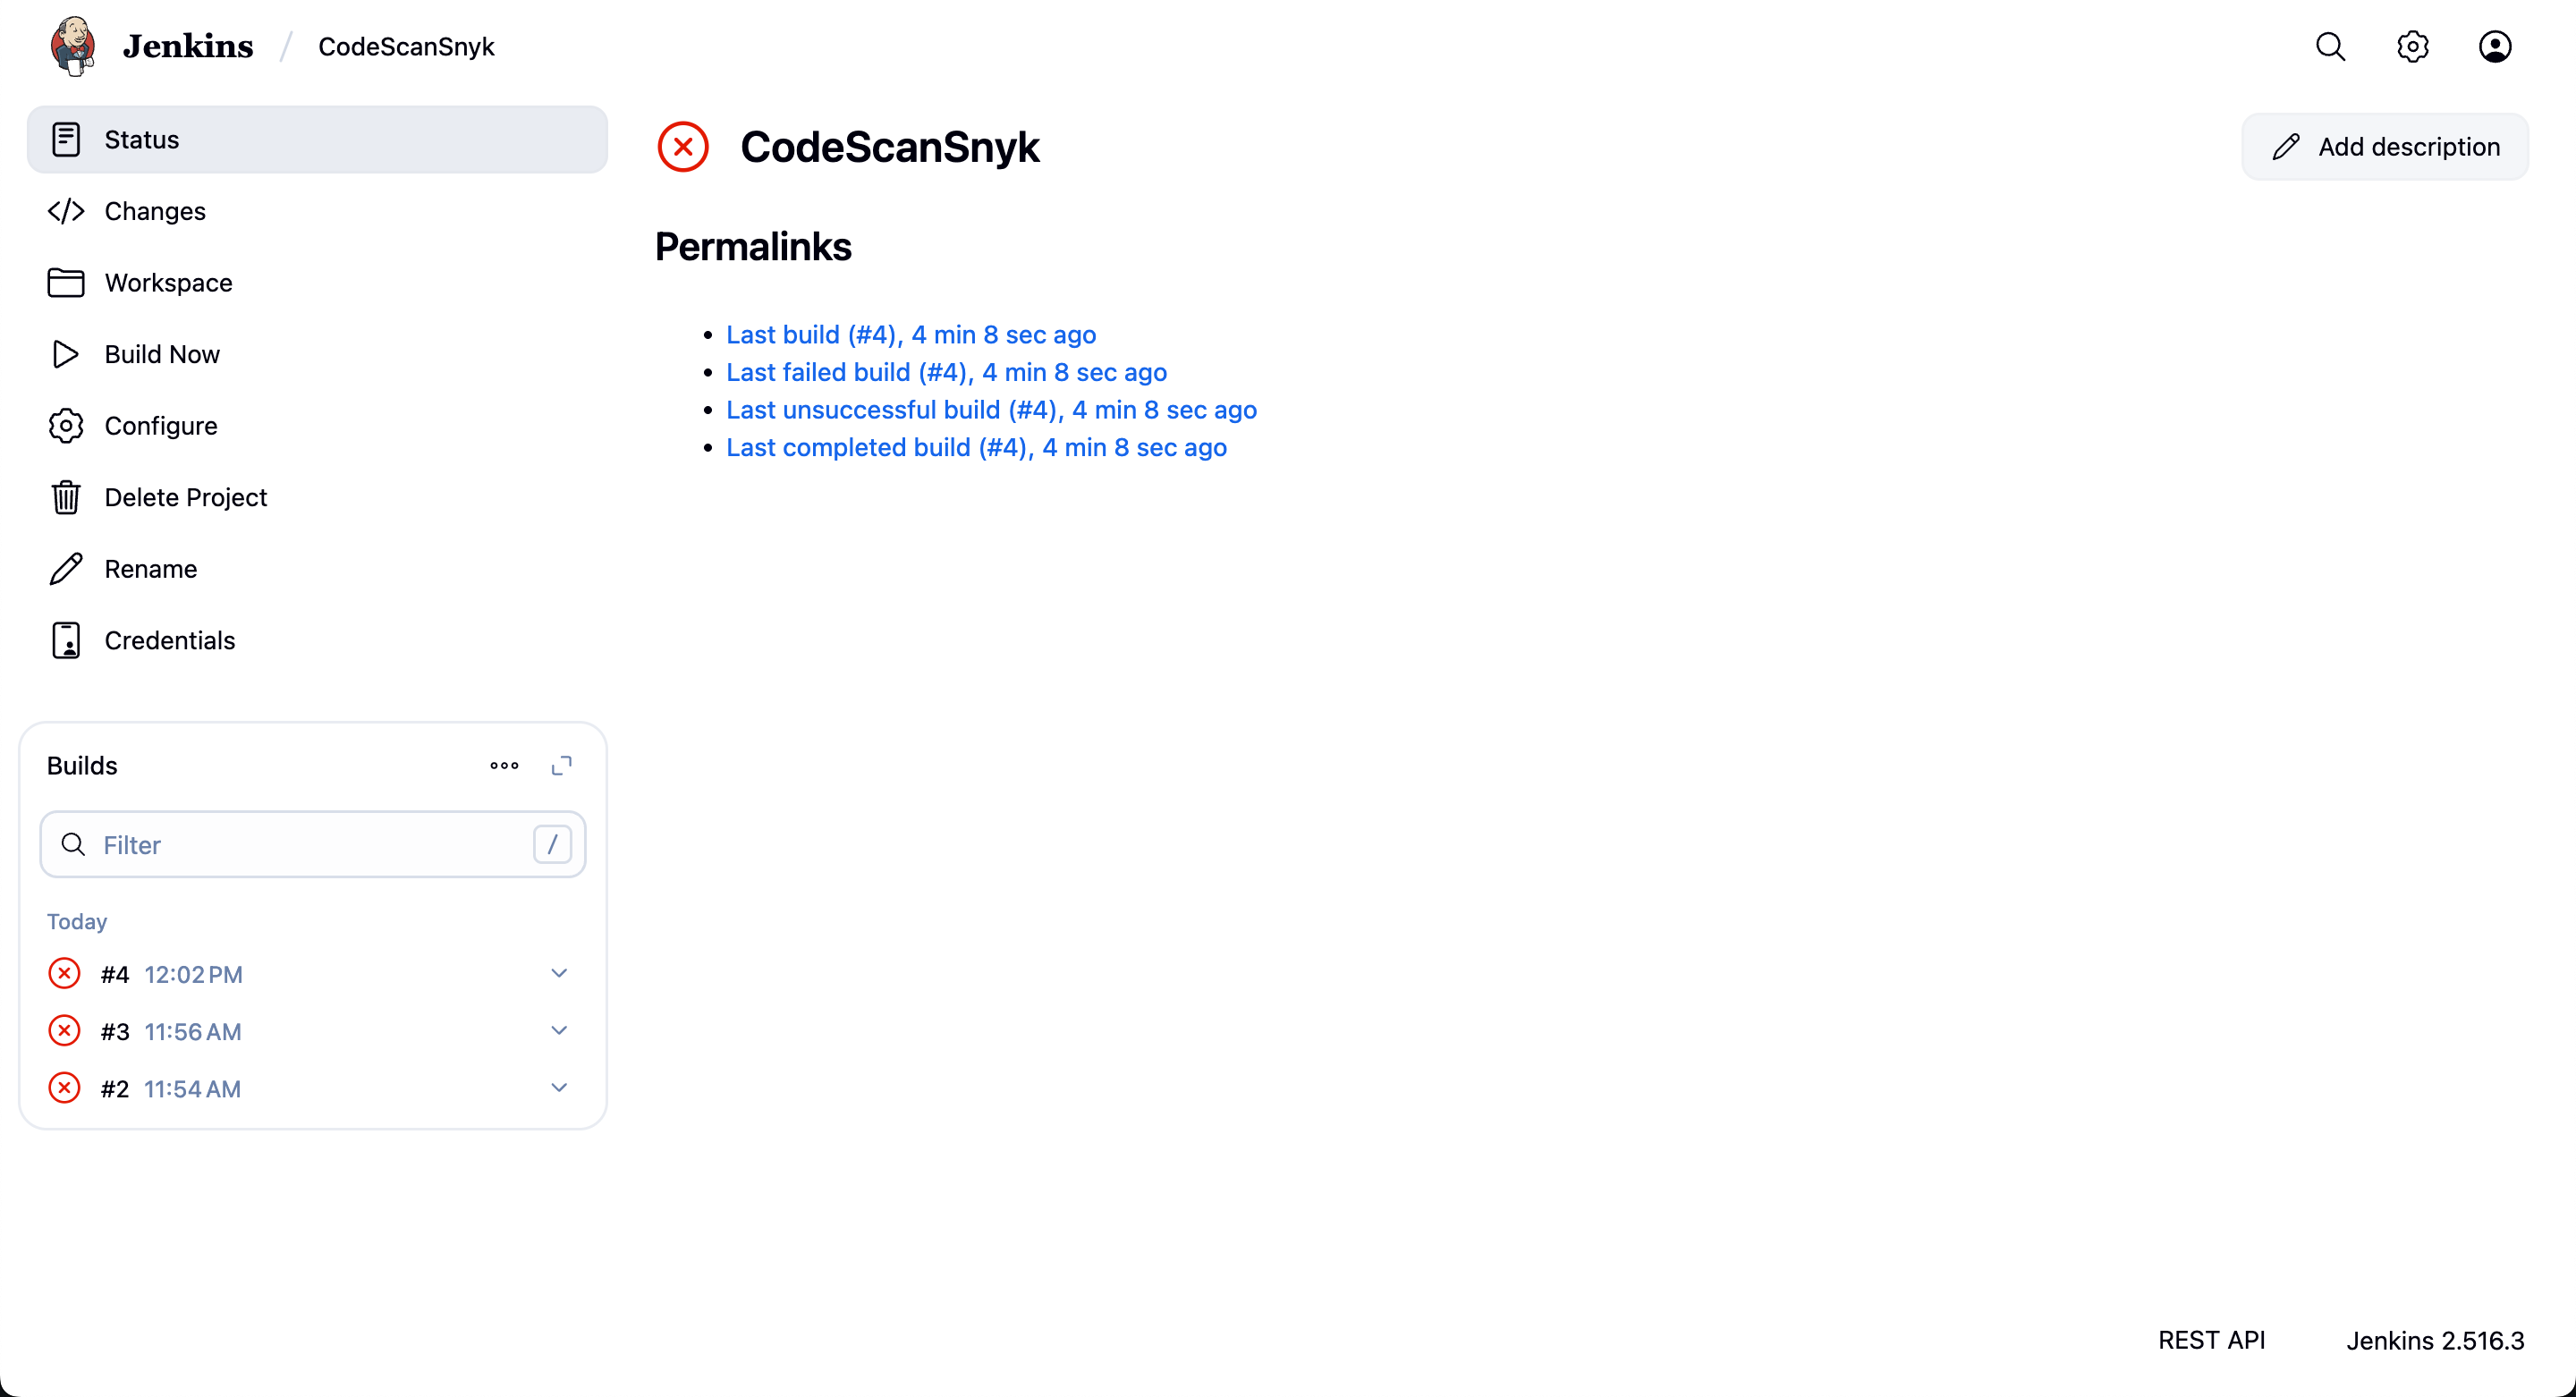 Jenkins / CodeScanSnyk
Status
Changes
Workspace
Build Now
Configure
Delete Project
Rename
Credentials
Builds
Filter /
Today
#4 12:02 PM
#3 11:56 AM
#2 11:54 AM
CodeScanSnyk
Add description
Permalinks
Last build (#4), 4 min 8 sec ago
Last failed build (#4), 4 min 8 sec ago
Last unsuccessful build (#4), 4 min 8 sec ago
Last completed build (#4), 4 min 8 sec ago
REST API
Jenkins 2.516.3